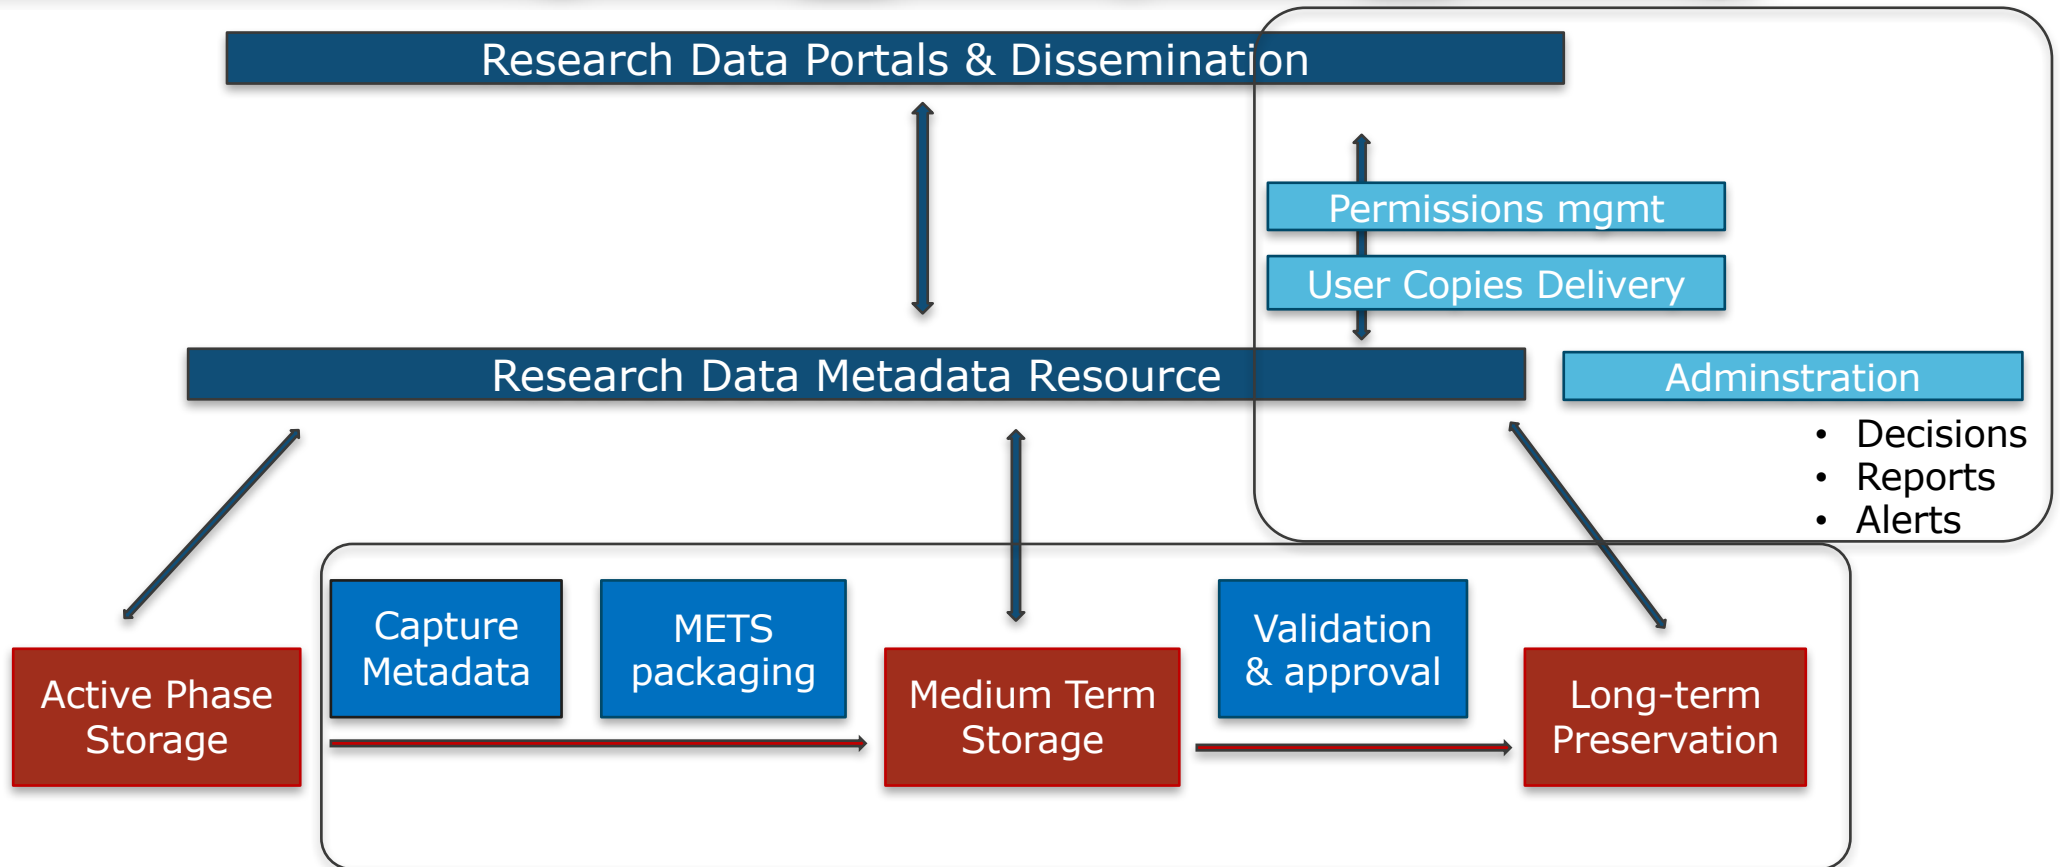 Research Data Portals & Dissemination
Permissions mgmt
User Copies Delivery
Research Data Metadata Resource
Adminstration
• Decisions
• Reports
• Alerts
Capture
Metadata
METS
packaging
Validation
& approval
Active Phase
Storage
Medium Term
Storage
Long-term
Preservation